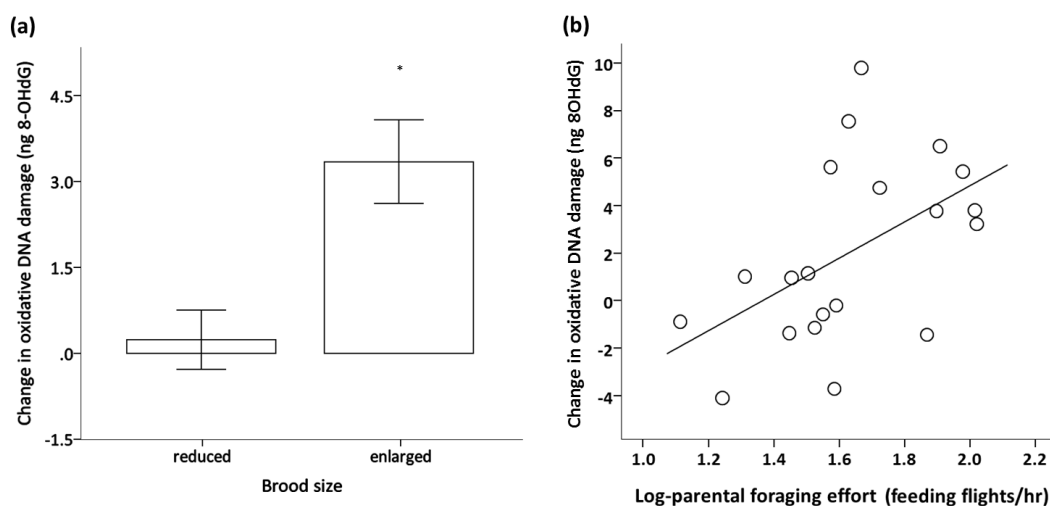 (a)
Change in oxidative DNA damage (ng 8-OHdG)
4.5
3.0
1.5
.0
-1.5
*
reduced
enlarged
Brood size
(b)
Change in oxidative DNA damage (ng 8OHdG)
10
8
6
4
2
0
-2
-4
1.0
1.2
1.4
1.6
1.8
2.0
2.2
Log-parental foraging effort (feeding flights/hr)